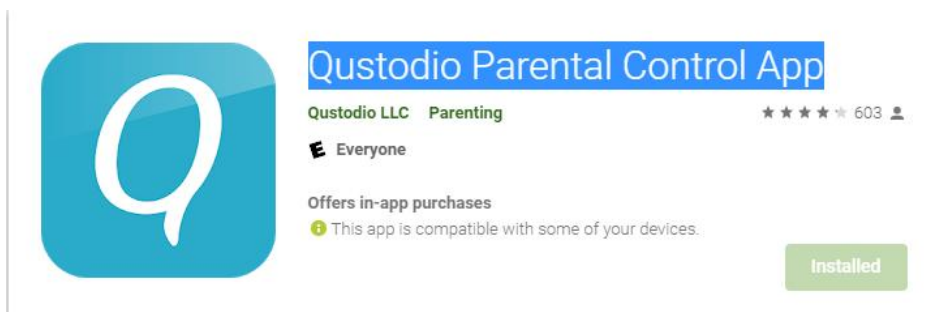 Q
Qustodio Parental Control App
Qustodio LLC Parenting
603
E Everyone
Offers in-app purchases
This app is compatible with some of your devices.
Installed